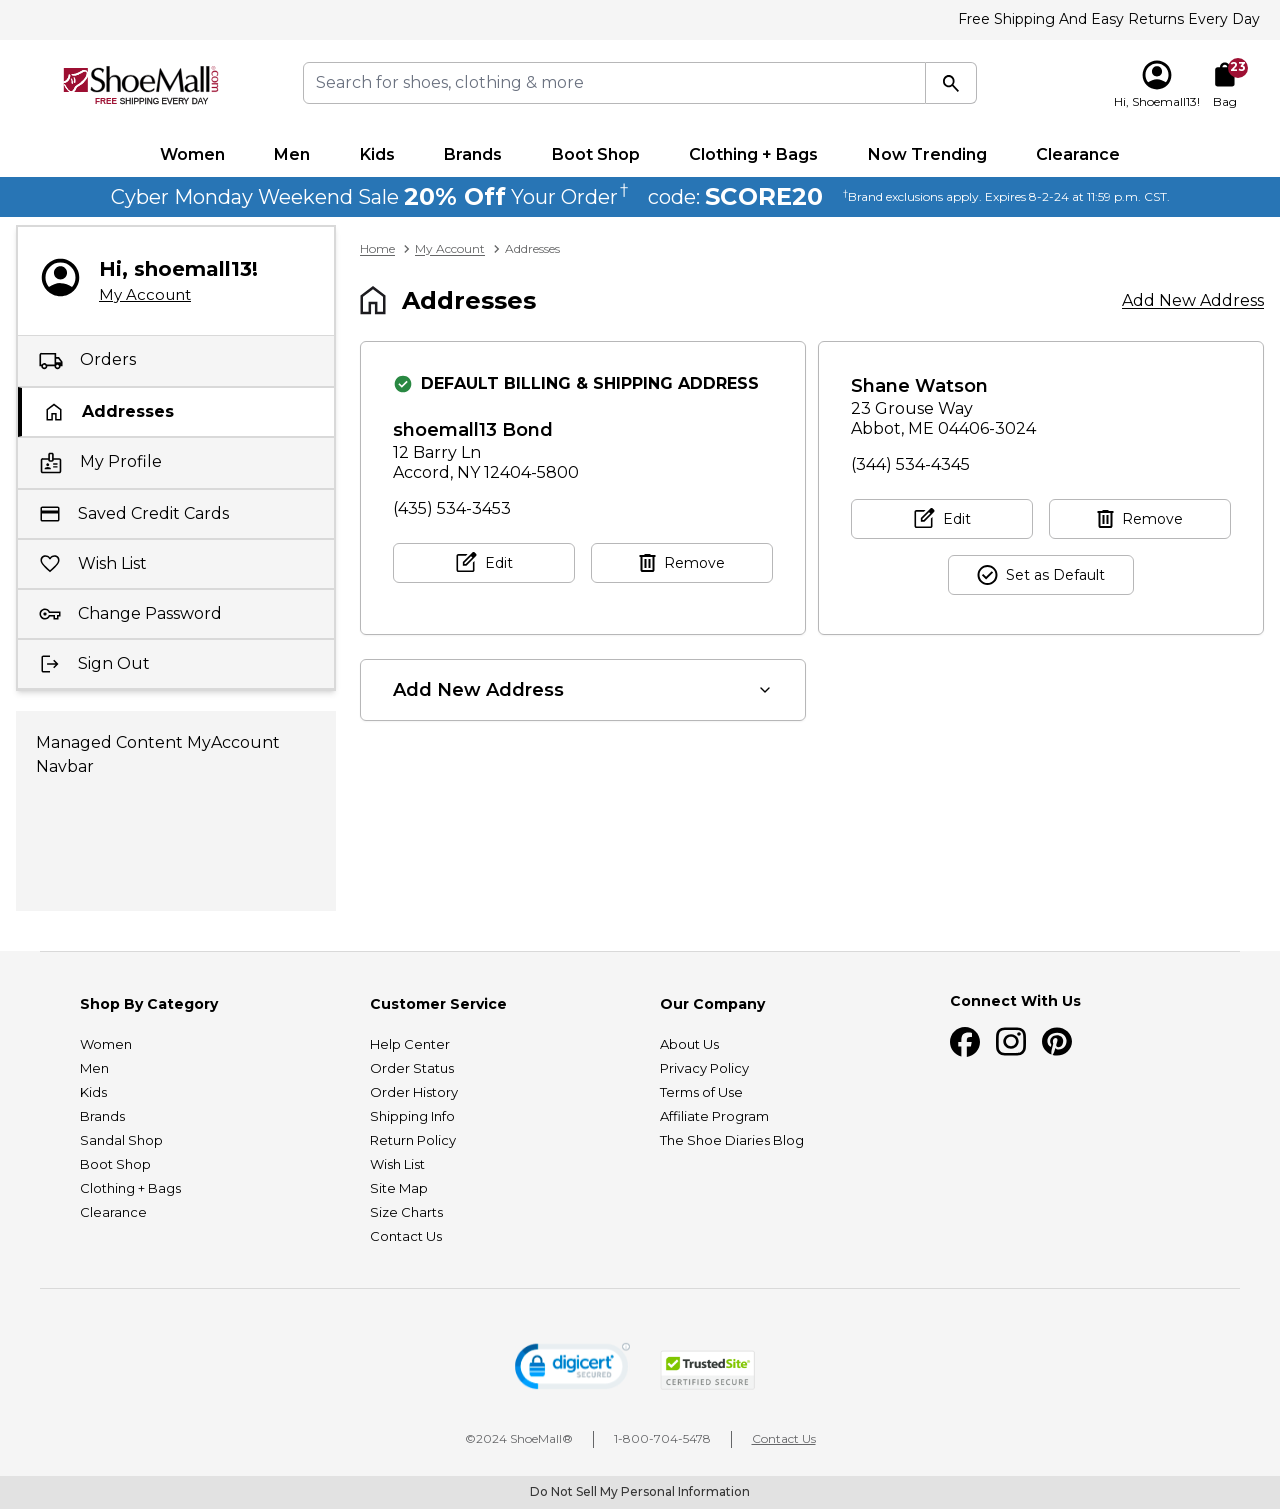 Free Shipping And Easy Returns Every Day
ShoeMall.com
FREE SHIPPING EVERY DAY
Search for shoes, clothing & more
23
Hi, Shoemall13!
Bag
Women
Men
Kids
Brands
Boot Shop
Clothing + Bags
Now Trending
Clearance
Cyber Monday Weekend Sale 20% Off Your Order† code: SCORE20 †Brand exclusions apply. Expires 8-2-24 at 11:59 p.m. CST.
Hi, shoemall13!
My Account
Orders
Addresses
My Profile
Saved Credit Cards
Wish List
Change Password
Sign Out
Managed Content MyAccount
Navbar
Home > My Account > Addresses
Addresses
Add New Address
DEFAULT BILLING & SHIPPING ADDRESS
shoemall13 Bond
12 Barry Ln
Accord, NY 12404-5800
(435) 534-3453
Edit
Remove
Shane Watson
23 Grouse Way
Abbot, ME 04406-3024
(344) 534-4345
Edit
Remove
Set as Default
Add New Address
Shop By Category
Women
Men
Kids
Brands
Sandal Shop
Boot Shop
Clothing + Bags
Clearance
Customer Service
Help Center
Order Status
Order History
Shipping Info
Return Policy
Wish List
Site Map
Size Charts
Contact Us
Our Company
About Us
Privacy Policy
Terms of Use
Affiliate Program
The Shoe Diaries Blog
Connect With Us
digicert
SECURED
TrustedSite
CERTIFIED SECURE
©2024 ShoeMall®
1-800-704-5478
Contact Us
Do Not Sell My Personal Information